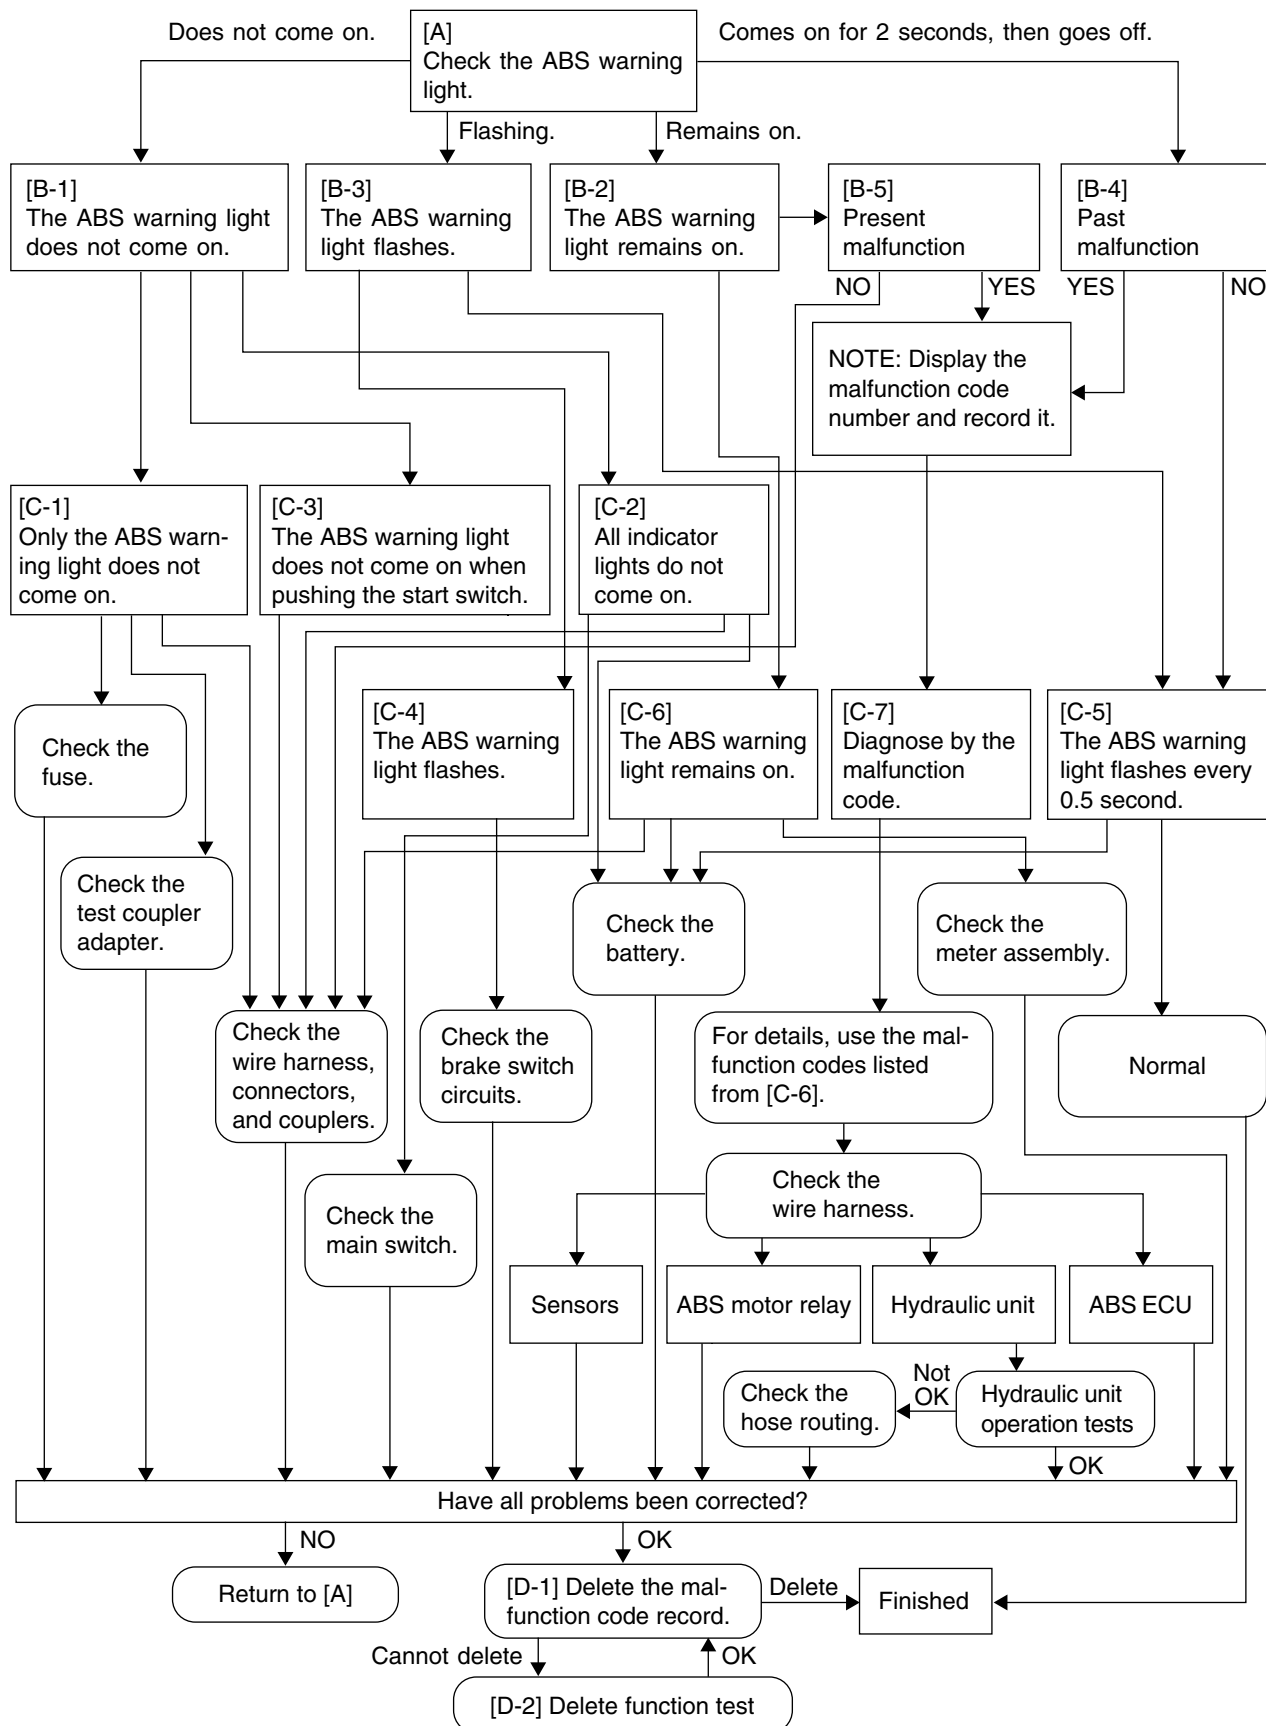 Does not come on.
[A]
Check the ABS warning
light.
Comes on for 2 seconds, then goes off.
Flashing.
Remains on.
[B-1]
The ABS warning light
does not come on.
[B-3]
The ABS warning
light flashes.
[B-2]
The ABS warning
light remains on.
[B-5]
Present
malfunction
[B-4]
Past
malfunction
NO
YES
YES
NO
NOTE: Display the
malfunction code
number and record it.
[C-1]
Only the ABS warn-
ing light does not
come on.
[C-3]
The ABS warning light
does not come on when
pushing the start switch.
[C-2]
All indicator
lights do not
come on.
[C-4]
The ABS warning
light flashes.
[C-6]
The ABS warning
light remains on.
[C-7]
Diagnose by the
malfunction
code.
[C-5]
The ABS warning
light flashes every
0.5 second.
Check the
fuse.
Check the
test coupler
adapter.
Check the
battery.
Check the
meter assembly.
Check the
wire harness,
connectors,
and couplers.
Check the
brake switch
circuits.
For details, use the mal-
function codes listed
from [C-6].
Normal
Check the
main switch.
Check the
wire harness.
Sensors
ABS motor relay
Hydraulic unit
ABS ECU
Check the
hose routing.
Not
OK
Hydraulic unit
operation tests
OK
Have all problems been corrected?
NO
OK
Return to [A]
[D-1] Delete the mal-
function code record.
Delete
Finished
Cannot delete
OK
[D-2] Delete function test